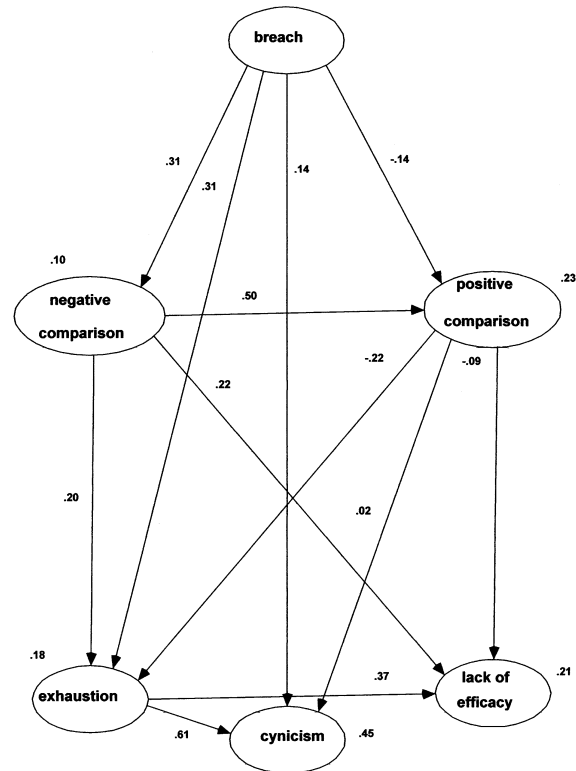 breach
.31
.31
.14
-.14
.10
negative
comparison
.50
positive
comparison
.23
.22
-.22
-.09
.20
.02
.18
exhaustion
.37
lack of
efficacy
.21
.61
cynicism
.45